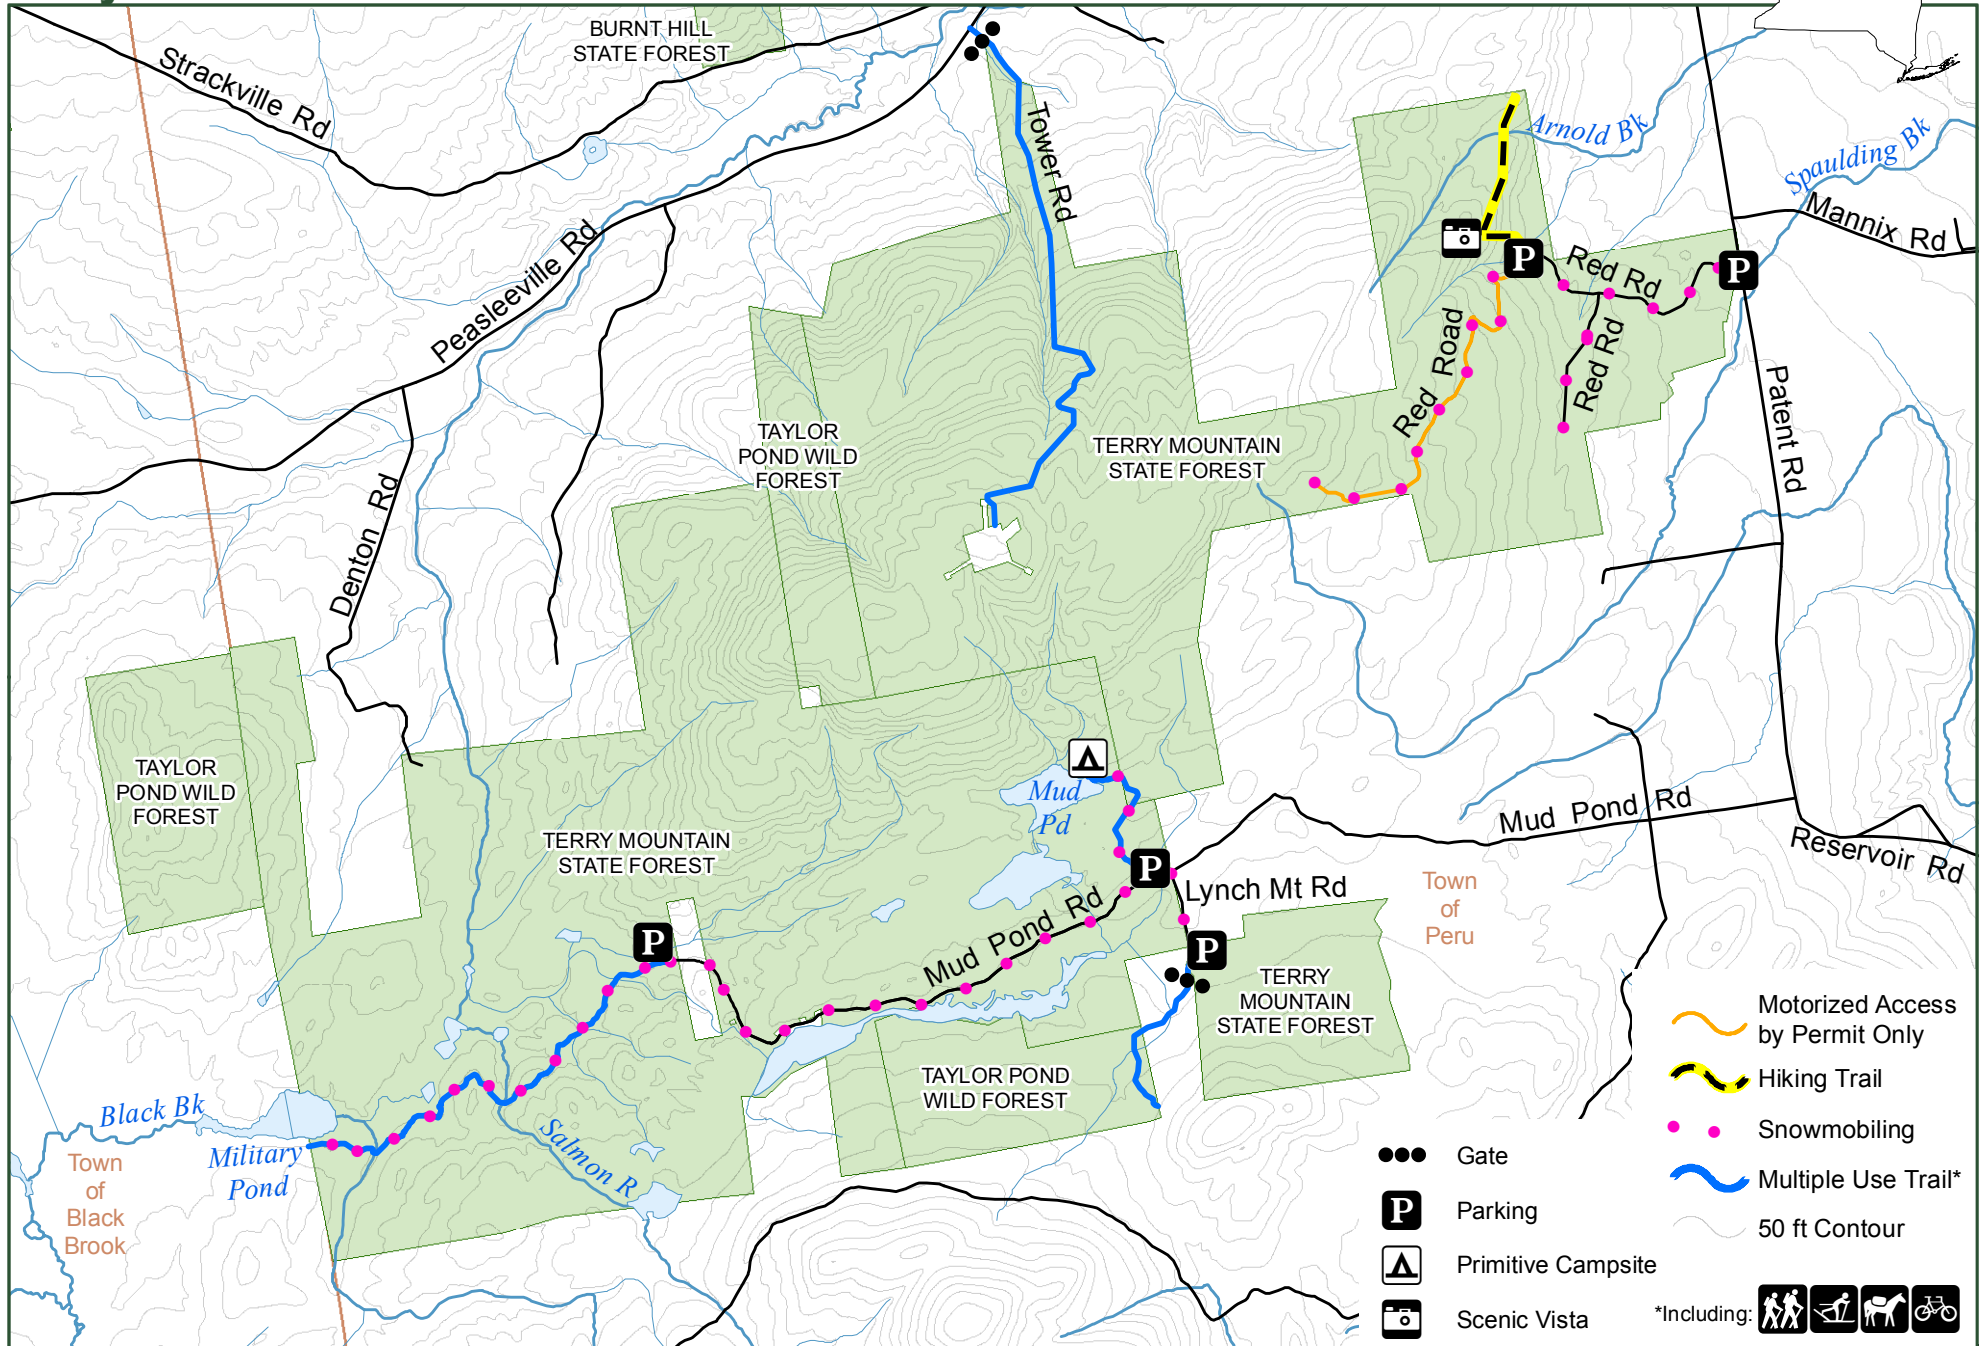 BURNT HILL
STATE FOREST
Strackville Rd
Tower Rd
Arnold Bk
Spaulding Bk
Mannix Rd
Peasleeville Rd
P
P
Red Rd
Red Road
Red Rd
Patent Rd
TAYLOR
POND WILD
FOREST
TERRY MOUNTAIN
STATE FOREST
Denton Rd
TAYLOR
POND WILD
FOREST
Mud
Pd
Mud Pond Rd
Reservoir Rd
TERRY MOUNTAIN
STATE FOREST
P
Lynch Mt Rd
Town
of
Peru
P
Mud Pond Rd
P
TERRY
MOUNTAIN
STATE FOREST
TAYLOR POND
WILD FOREST
Black Bk
Military
Pond
Salmon R
Town
of
Black
Brook
Motorized Access
by Permit Only
Hiking Trail
Snowmobiling
Multiple Use Trail*
50 ft Contour
Gate
P Parking
Primitive Campsite
Scenic Vista
*Including: